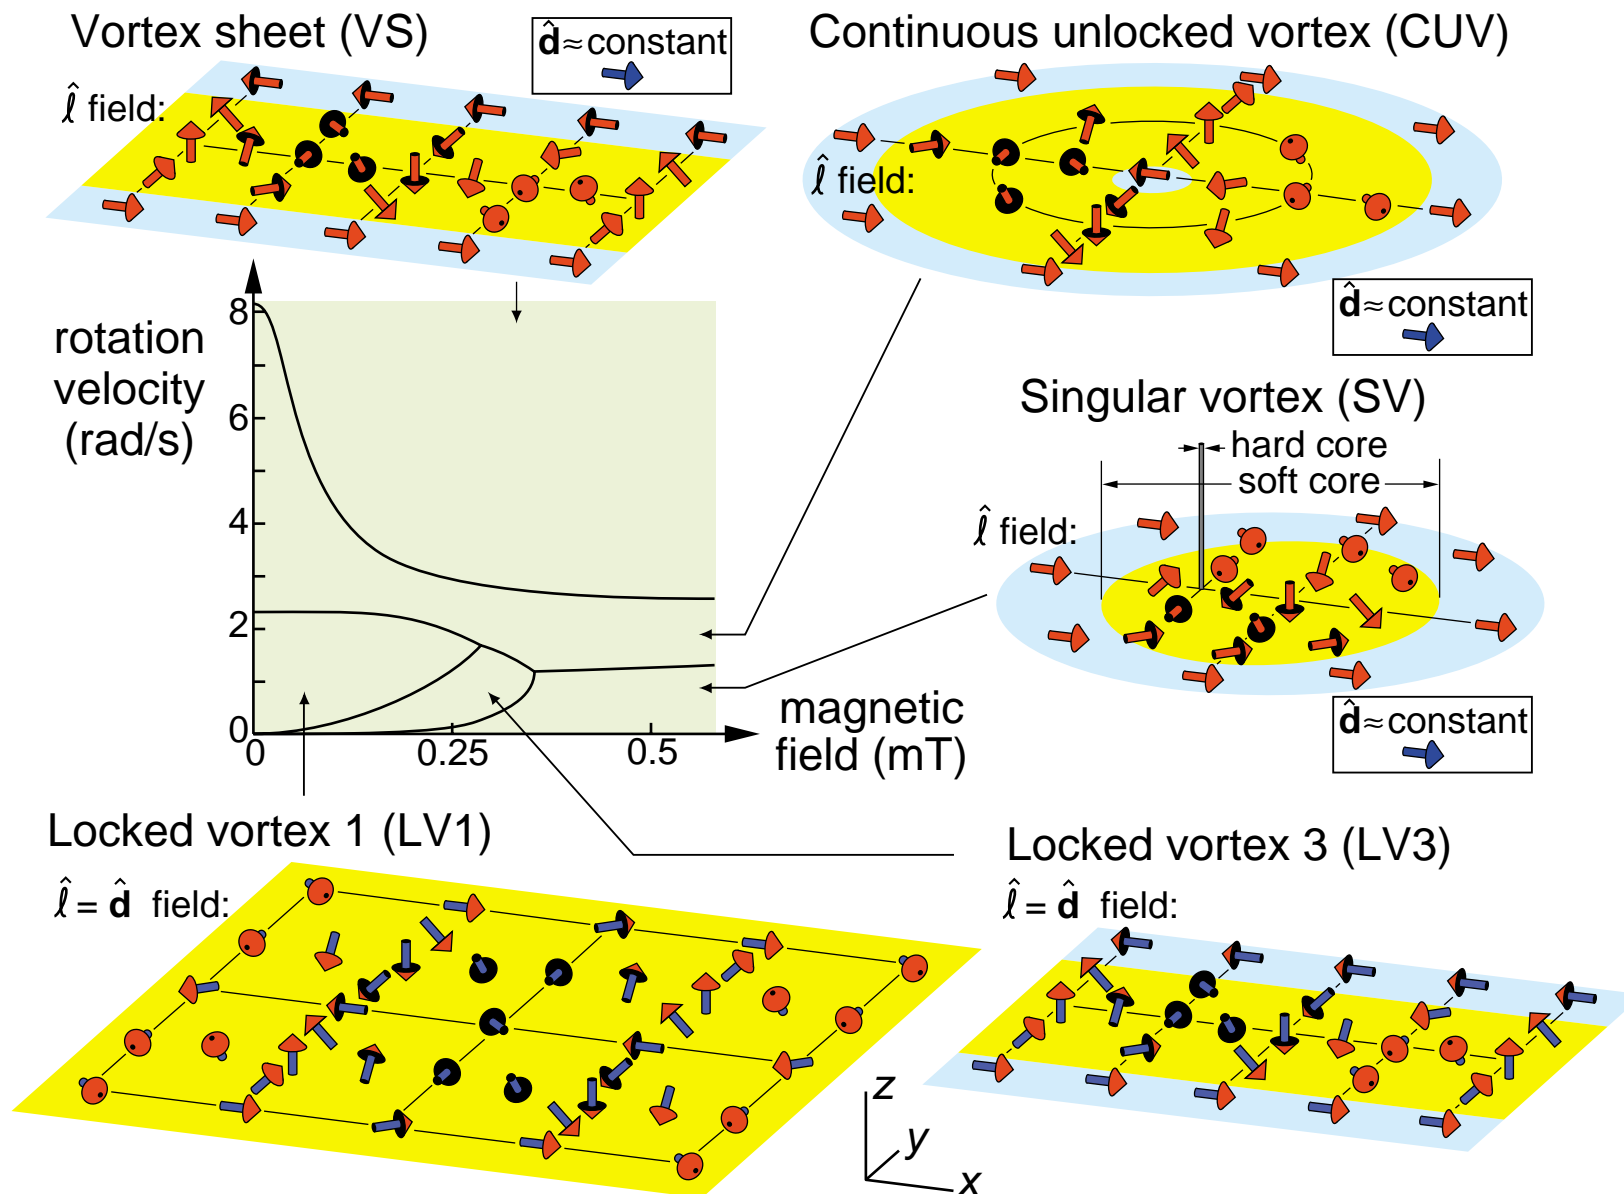 Vortex sheet (VS)
d̂ ≈ constant
ℓ̂ field:
Continuous unlocked vortex (CUV)
ℓ̂ field:
d̂ ≈ constant
rotation
velocity
(rad/s)
8
6
4
2
0
0
0.25
0.5
magnetic
field (mT)
Singular vortex (SV)
hard core
soft core
ℓ̂ field:
d̂ ≈ constant
Locked vortex 1 (LV1)
ℓ̂ = d̂ field:
Locked vortex 3 (LV3)
ℓ̂ = d̂ field:
z
y
x